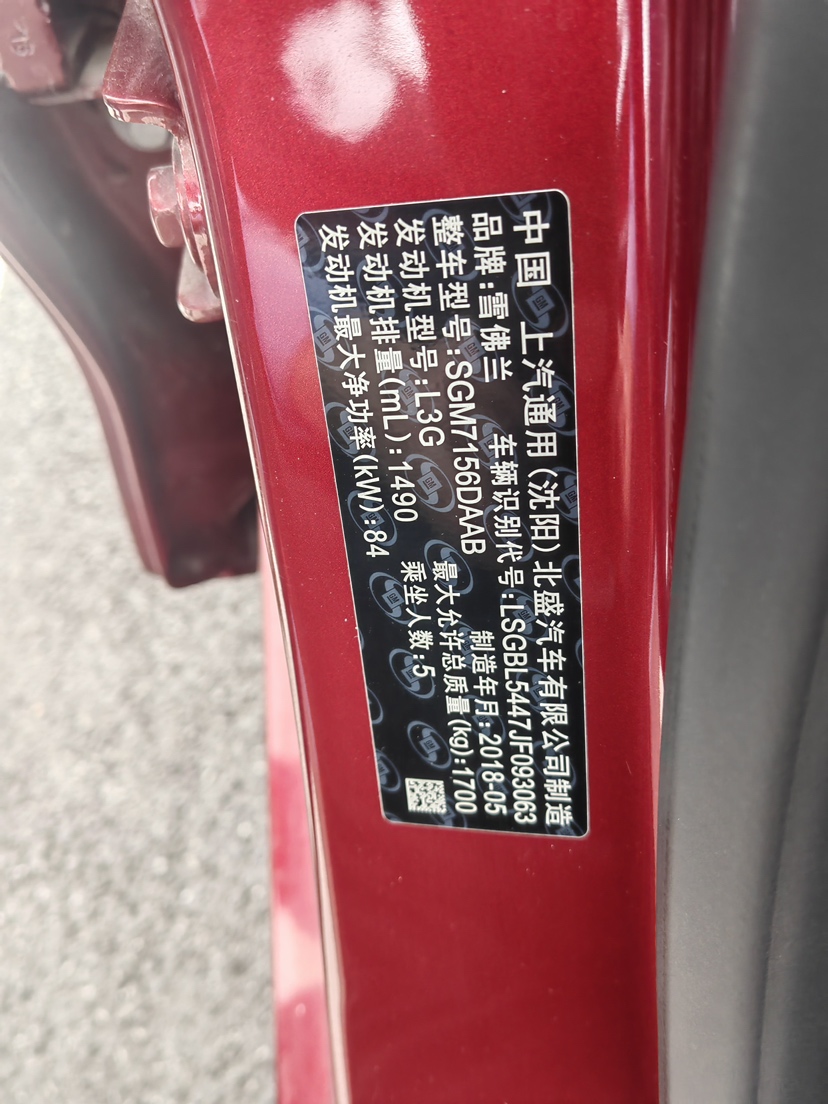 中国 上汽通用(沈阳)北盛汽车有限公司制造
品牌:雪佛兰 车辆识别代号:LSGBL5447JF093063
整车型号:SGM7156DAAB 制造年月:2018-05
发动机型号:L3G 最大允许总质量(kg):1700
发动机排量(mL):1490 乘坐人数:5
发动机最大净功率(kW):84